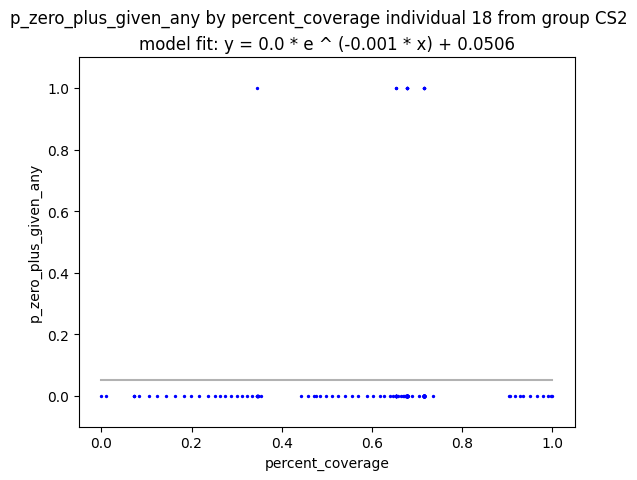 p_zero_plus_given_any by percent_coverage individual 18 from group CS2
model fit: y = 0.0 * e ^ (-0.001 * x) + 0.0506
p_zero_plus_given_any
1.0
0.8
0.6
0.4
0.2
0.0
0.0 0.2 0.4 0.6 0.8 1.0
percent_coverage